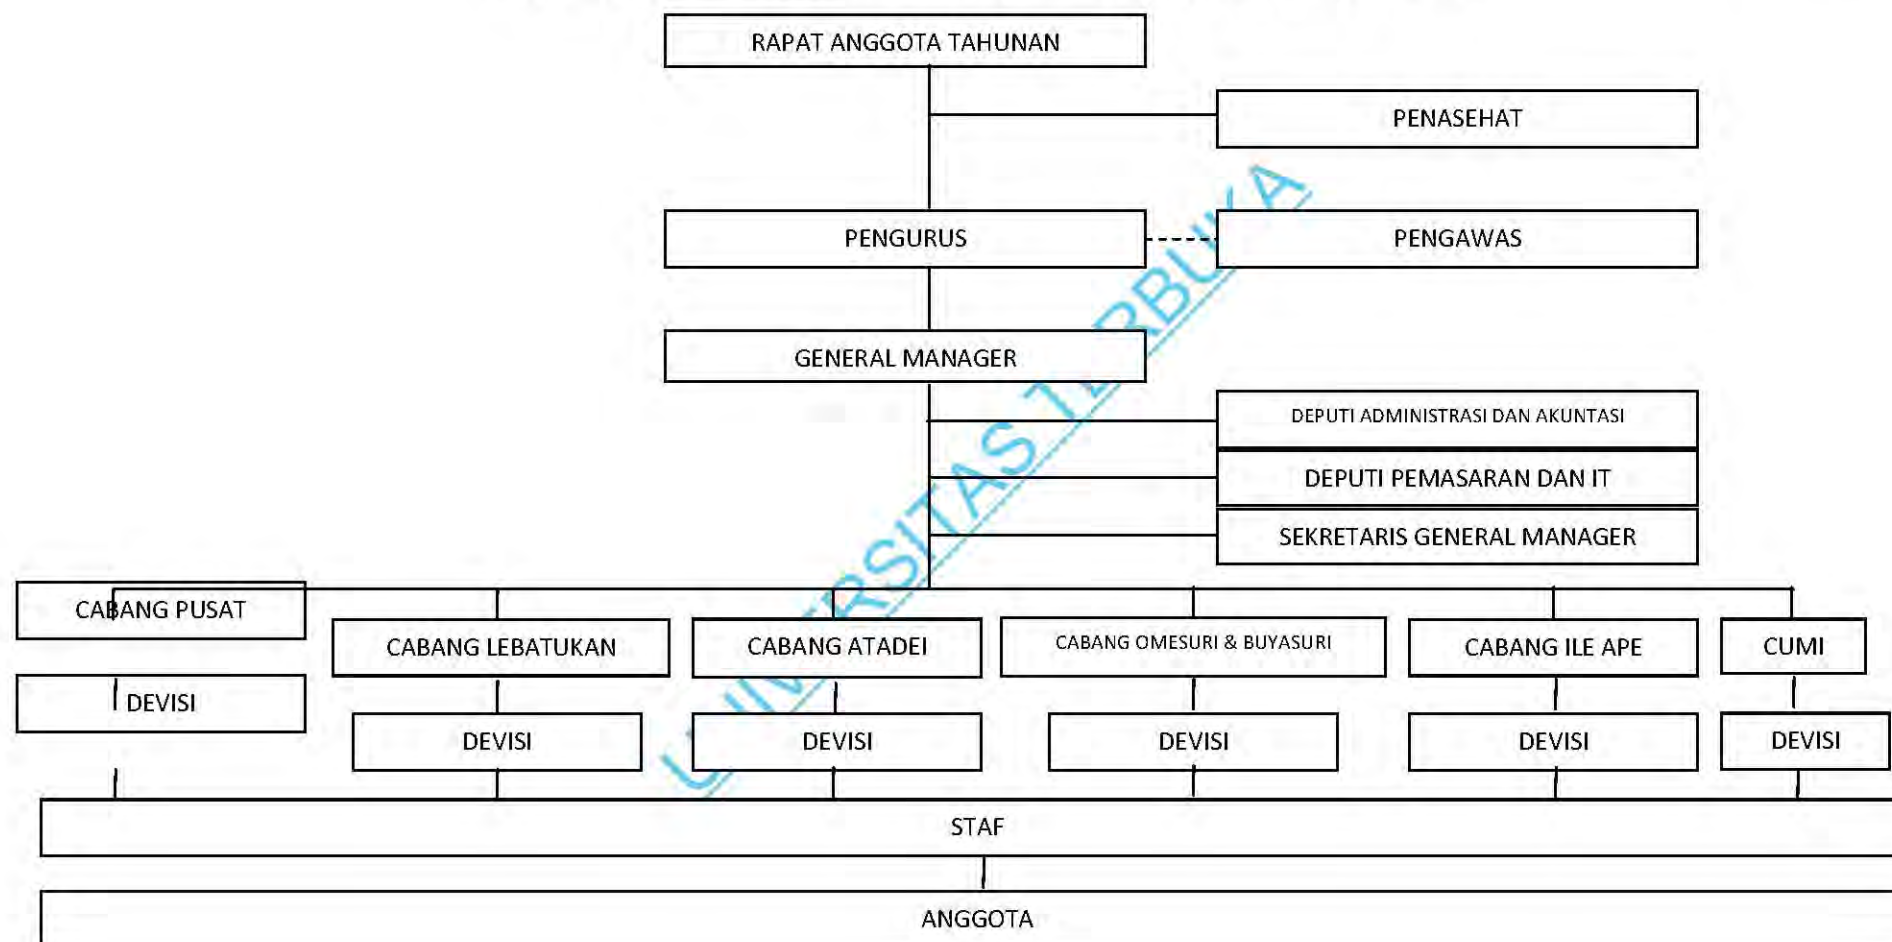 RAPAT ANGGOTA TAHUNAN
PENASEHAT
PENGURUS
PENGAWAS
GENERAL MANAGER
DEPUTI ADMINISTRASI DAN AKUNTASI
DEPUTI PEMASARAN DAN IT
SEKRETARIS GENERAL MANAGER
CABANG PUSAT
CABANG LEBATUKAN
CABANG ATADEI
CABANG OMESURI & BUYASURI
CABANG ILE APE
CUMI
DEVISI
DEVISI
DEVISI
DEVISI
DEVISI
DEVISI
STAF
ANGGOTA
UNIVERSITAS TERBUKA